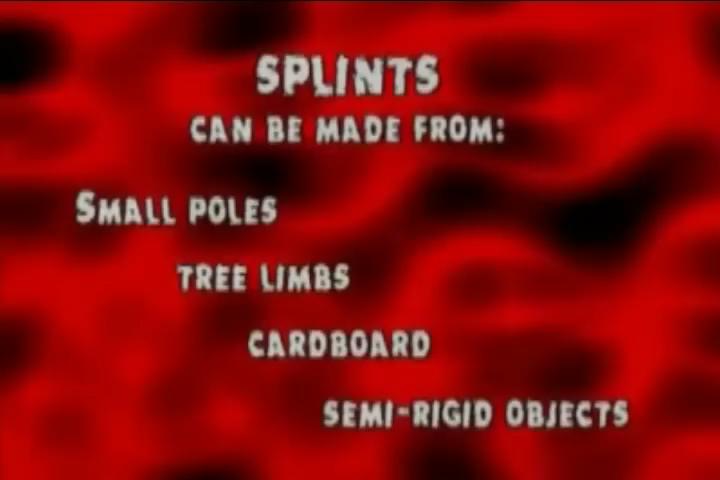 SPLINTS
CAN BE MADE FROM:
SMALL POLES
TREE LIMBS
CARDBOARD
SEMI-RIGID OBJECTS